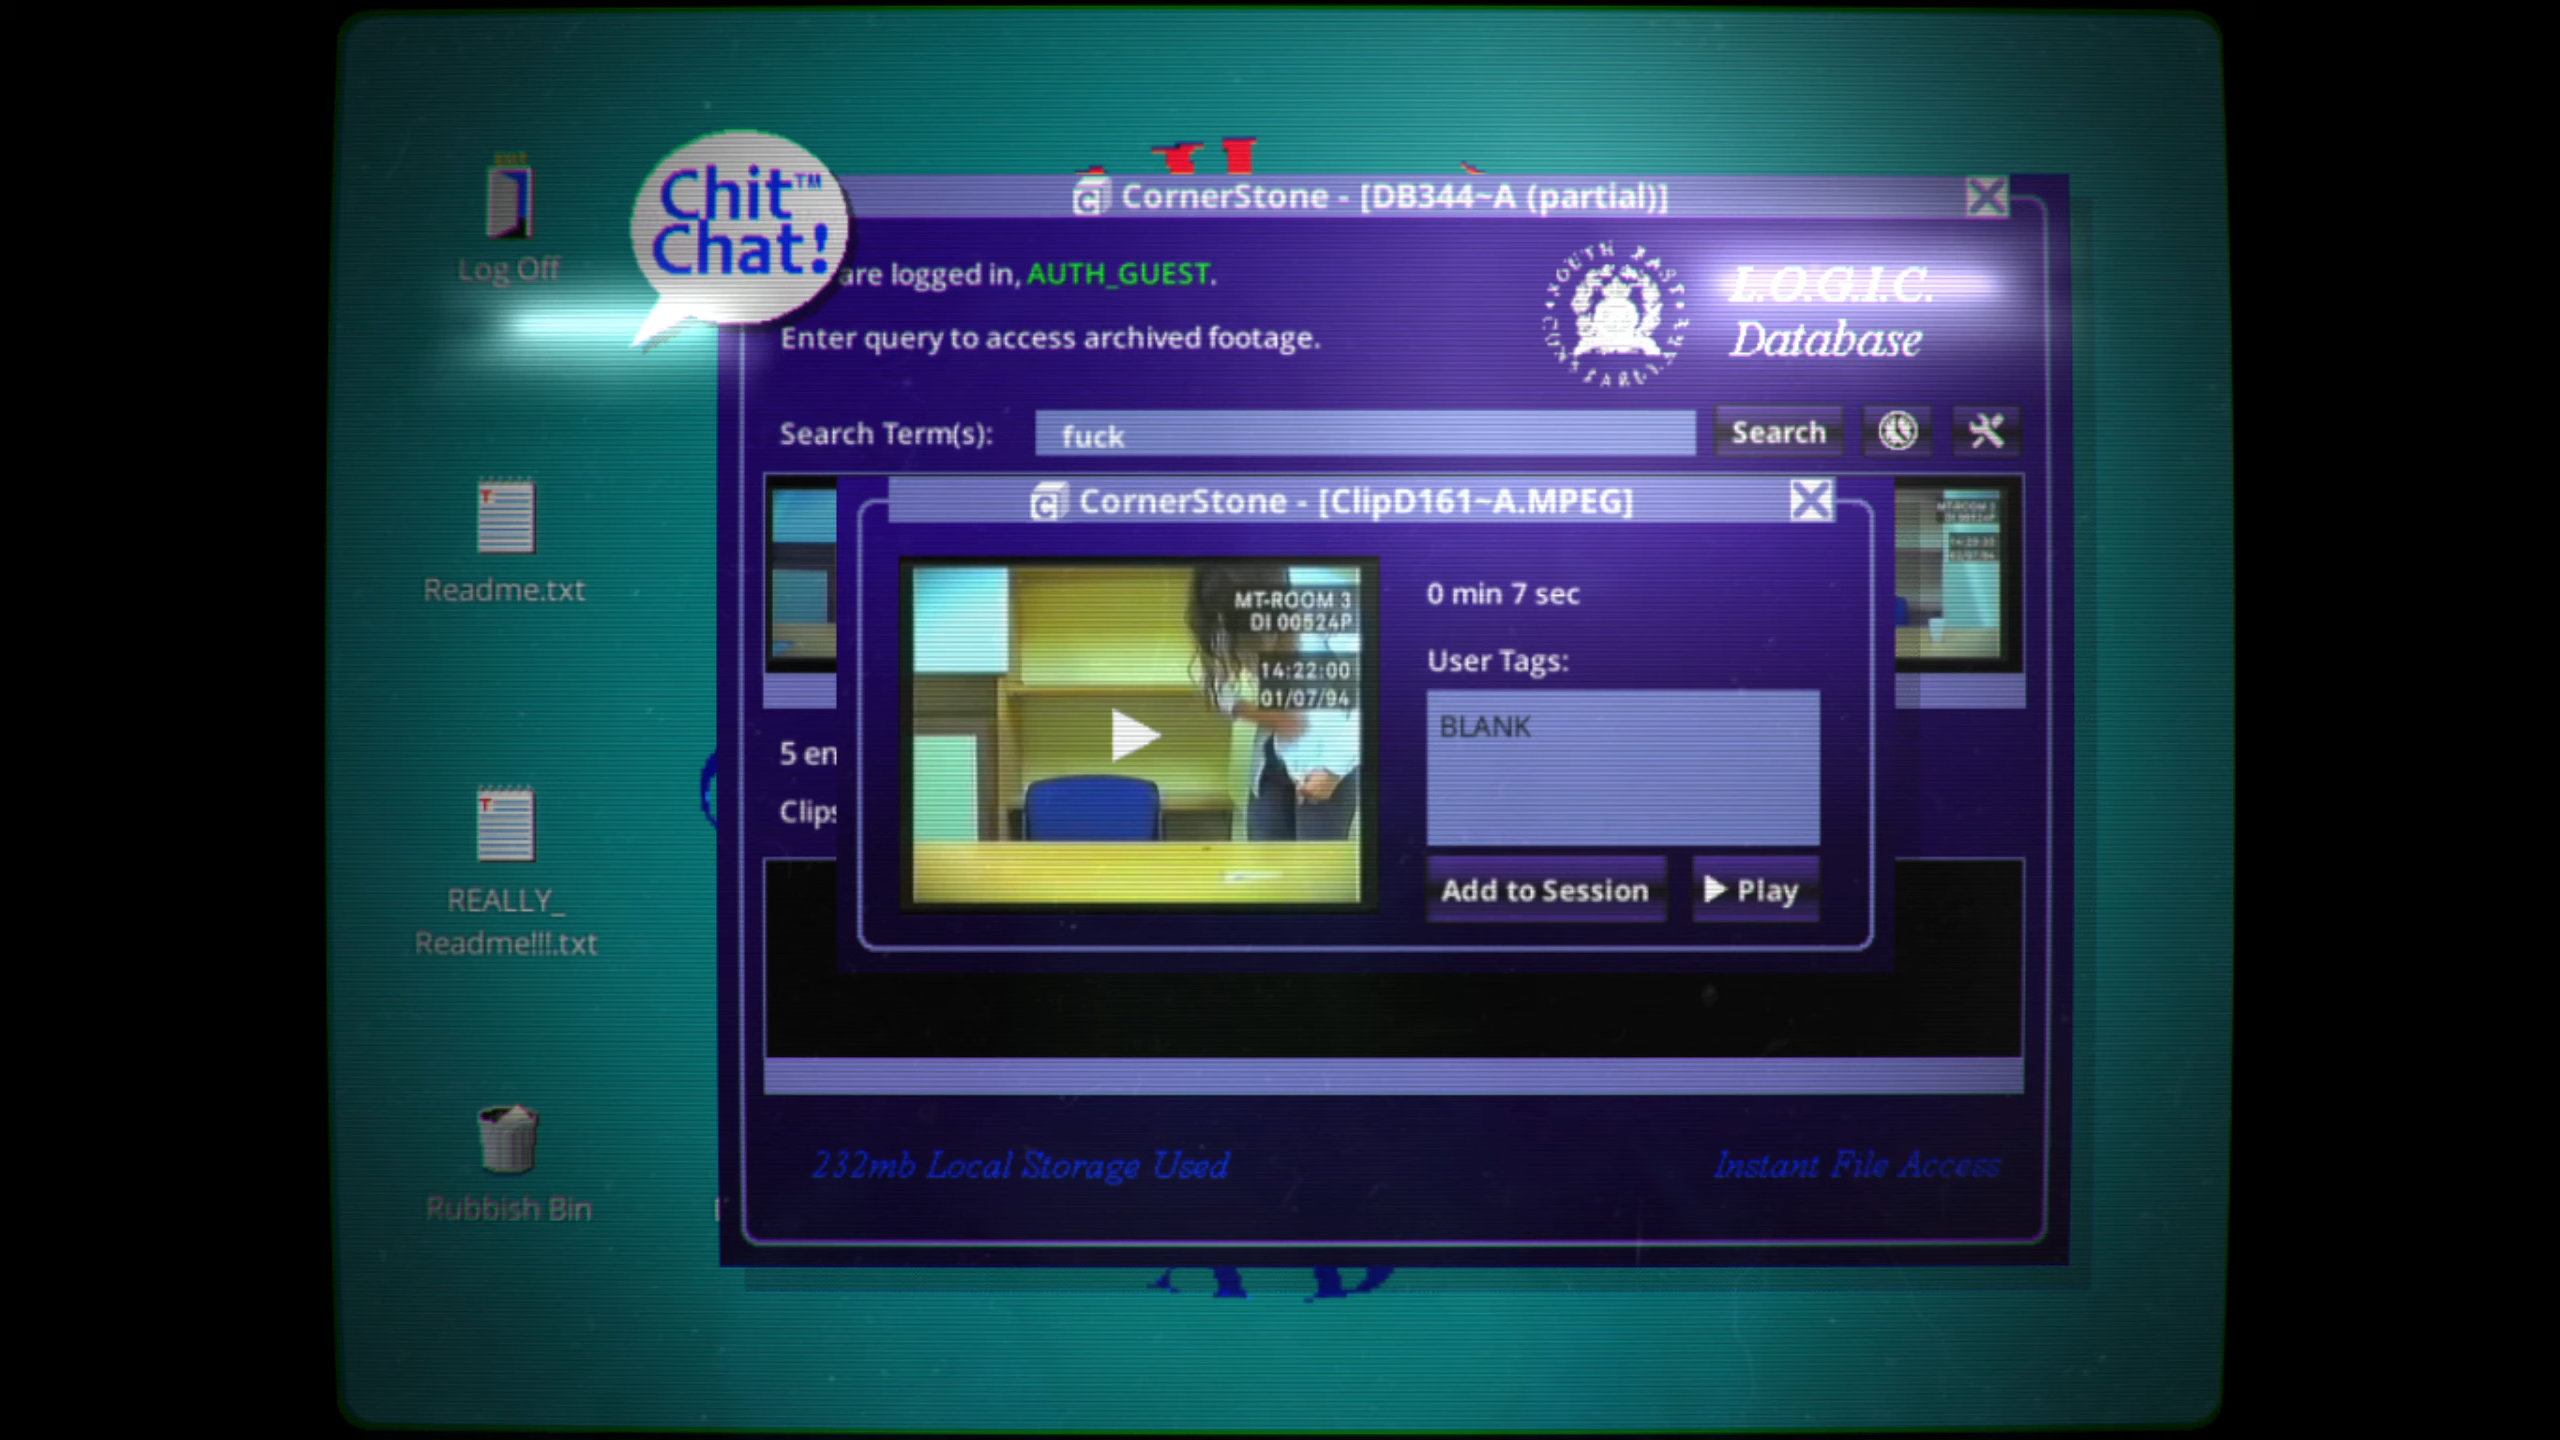 Log Off
Readme.txt
REALLY_
Readme!!!.txt
Rubbish Bin
Chit™
Chat!
CornerStone - [DB344~A (partial)]
are logged in, AUTH_GUEST.
Enter query to access archived footage.
L.O.G.I.C.
Database
Search Term(s):
fuck
Search
CornerStone - [ClipD161~A.MPEG]
MT-ROOM 3
DI 00524P
14:22:00
01/07/94
0 min 7 sec
User Tags:
BLANK
Add to Session
Play
5 en
Clips
232mb Local Storage Used
Instant File Access